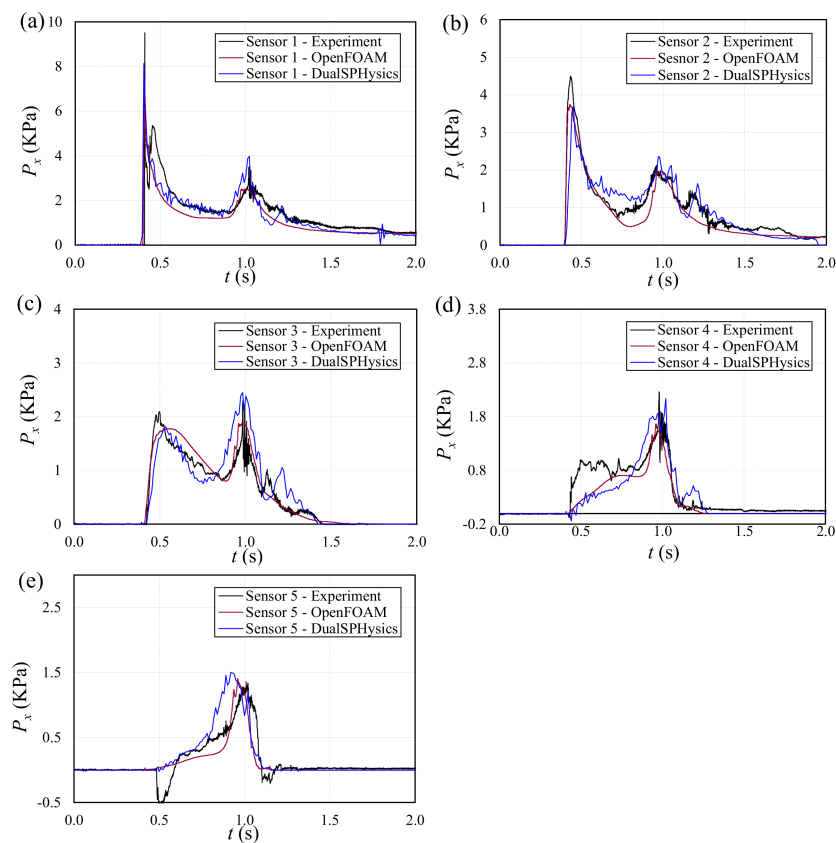 (a)
10
8
6
4
2
0
P_x (KPa)
Sensor 1 - Experiment
Sensor 1 - OpenFOAM
Sensor 1 - DualSPHysics
0.0 0.5 1.0 1.5 2.0
t (s)
(b)
6
5
4
3
2
1
0
P_x (KPa)
Sensor 2 - Experiment
Sesnor 2 - OpenFOAM
Sensor 2 - DualSPHysics
0.0 0.5 1.0 1.5 2.0
t (s)
(c)
4
3
2
1
0
P_x (KPa)
Sensor 3 - Experiment
Sensor 3 - OpenFOAM
Sensor 3 - DualSPHysics
0.0 0.5 1.0 1.5 2.0
t (s)
(d)
3.8
2.8
1.8
0.8
-0.2
P_x (KPa)
Sensor 4 - Experiment
Sensor 4 - OpenFOAM
Sensor 4 - DualSPHysics
0.0 0.5 1.0 1.5 2.0
t (s)
(e)
2.5
1.5
0.5
-0.5
P_x (KPa)
Sensor 5 - Experiment
Sensor 5 - OpenFOAM
Sensor 5 - DualSPHysics
0.0 0.5 1.0 1.5 2.0
t (s)